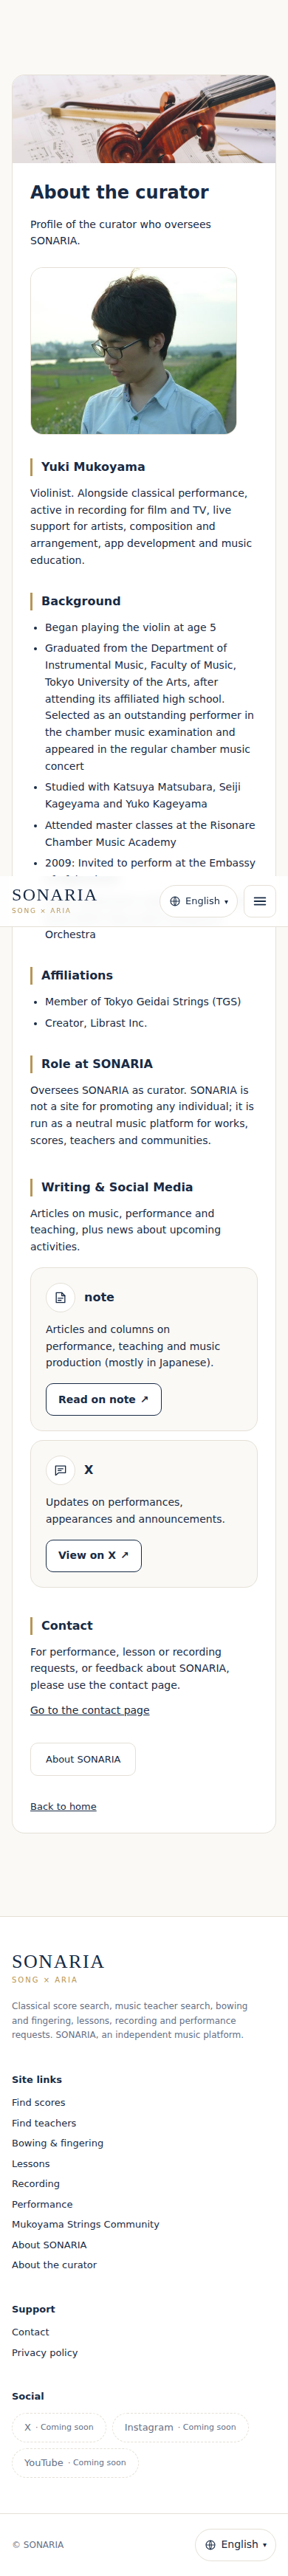 About the curator
Profile of the curator who oversees
SONARIA.
Yuki Mukoyama
Violinist. Alongside classical performance,
active in recording for film and TV, live
support for artists, composition and
arrangement, app development and music
education.
Background
• Began playing the violin at age 5
• Graduated from the Department of
Instrumental Music, Faculty of Music,
Tokyo University of the Arts, after
attending its affiliated high school.
Selected as an outstanding performer in
the chamber music examination and
appeared in the regular chamber music
concert
• Studied with Katsuya Matsubara, Seiji
Kageyama and Yuko Kageyama
• Attended master classes at the Risonare
Chamber Music Academy
• 2009: Invited to perform at the Embassy
SONARIA
SONG × ARIA
English ▾
Orchestra
Affiliations
• Member of Tokyo Geidai Strings (TGS)
• Creator, Librast Inc.
Role at SONARIA
Oversees SONARIA as curator. SONARIA is
not a site for promoting any individual; it is
run as a neutral music platform for works,
scores, teachers and communities.
Writing & Social Media
Articles on music, performance and
teaching, plus news about upcoming
activities.
note
Articles and columns on
performance, teaching and music
production (mostly in Japanese).
Read on note ↗
X
Updates on performances,
appearances and announcements.
View on X ↗
Contact
For performance, lesson or recording
requests, or feedback about SONARIA,
please use the contact page.
Go to the contact page
About SONARIA
Back to home
SONARIA
SONG × ARIA
Classical score search, music teacher search, bowing
and fingering, lessons, recording and performance
requests. SONARIA, an independent music platform.
Site links
Find scores
Find teachers
Bowing & fingering
Lessons
Recording
Performance
Mukoyama Strings Community
About SONARIA
About the curator
Support
Contact
Privacy policy
Social
X · Coming soon
Instagram · Coming soon
YouTube · Coming soon
© SONARIA
English ▾